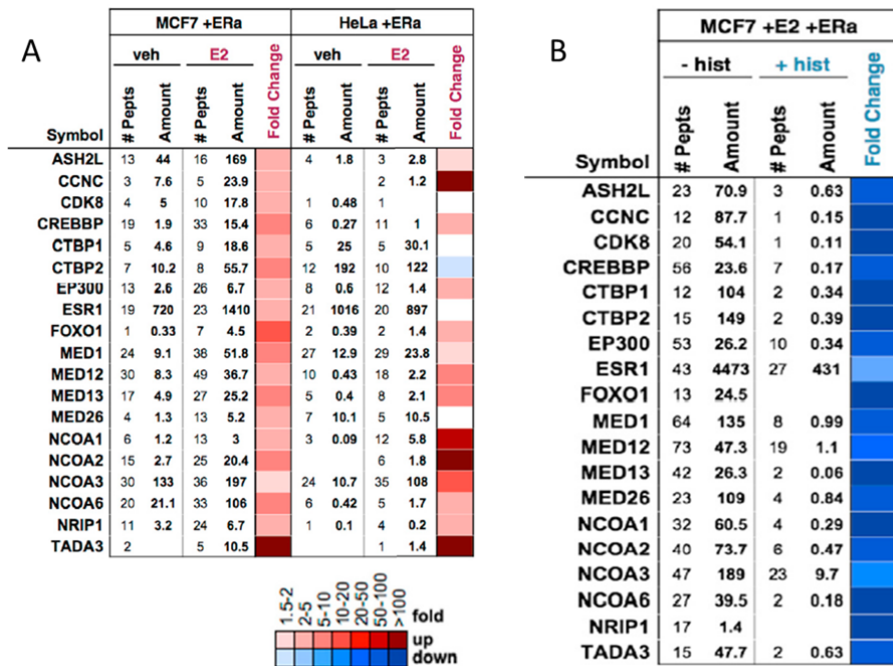 A
MCF7 +ERa HeLa +ERa
veh E2 Fold Change veh E2 Fold Change
Symbol # Pepts Amount # Pepts Amount # Pepts Amount # Pepts Amount
ASH2L 13 44 16 169 4 1.8 3 2.8
CCNC 3 7.6 5 23.9 2 1.2
CDK8 4 5 10 17.8 1 0.48 1
CREBBP 19 1.9 33 15.4 6 0.27 11 1
CTBP1 5 4.6 9 18.6 5 25 5 30.1
CTBP2 7 10.2 8 55.7 12 192 10 122
EP300 13 2.6 26 6.7 8 0.6 12 1.4
ESR1 19 720 23 1410 21 1016 20 897
FOXO1 1 0.33 7 4.5 2 0.39 2 1.4
MED1 24 9.1 38 51.8 27 12.9 29 23.8
MED12 30 8.3 49 36.7 10 0.43 18 2.2
MED13 17 4.9 27 25.2 5 0.4 8 2.1
MED26 4 1.3 13 5.2 7 10.1 5 10.5
NCOA1 6 1.2 13 3 3 0.09 12 5.8
NCOA2 15 2.7 25 20.4 6 1.8
NCOA3 30 133 36 197 24 10.7 35 108
NCOA6 20 21.1 33 106 6 0.42 5 1.7
NRIP1 11 3.2 24 6.7 1 0.1 4 0.2
TADA3 2 5 10.5 1 1.4
1.5-2 2-5 5-10 10-20 20-50 50-100 >100 fold
up
down
B
MCF7 +E2 +ERa
- hist + hist Fold Change
Symbol # Pepts Amount # Pepts Amount
ASH2L 23 70.9 3 0.63
CCNC 12 87.7 1 0.15
CDK8 20 54.1 1 0.11
CREBBP 56 23.6 7 0.17
CTBP1 12 104 2 0.34
CTBP2 15 149 2 0.39
EP300 53 26.2 10 0.34
ESR1 43 4473 27 431
FOXO1 13 24.5
MED1 64 135 8 0.99
MED12 73 47.3 19 1.1
MED13 42 26.3 2 0.06
MED26 23 109 4 0.84
NCOA1 32 60.5 4 0.29
NCOA2 40 73.7 6 0.47
NCOA3 47 189 23 9.7
NCOA6 27 39.5 2 0.18
NRIP1 17 1.4
TADA3 15 47.7 2 0.63